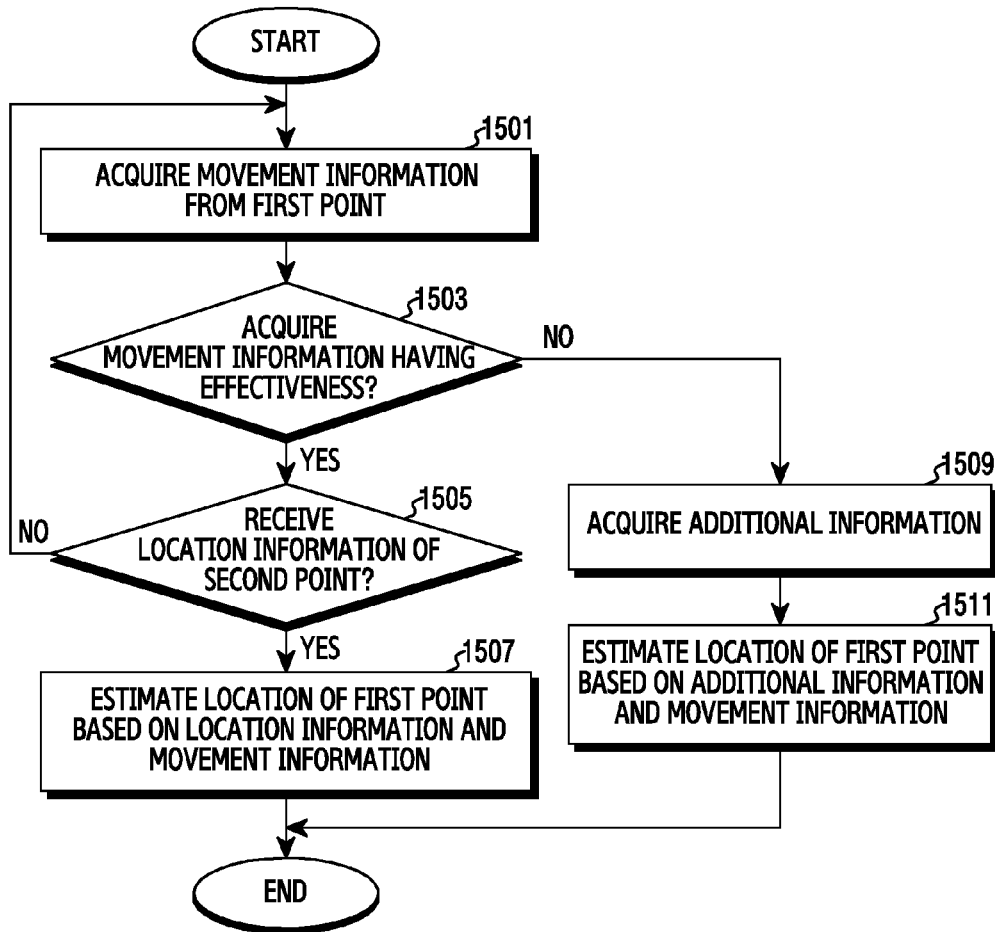 START
1501
ACQUIRE MOVEMENT INFORMATION
FROM FIRST POINT
1503
ACQUIRE
MOVEMENT INFORMATION HAVING
EFFECTIVENESS?
NO
YES
1505
RECEIVE
LOCATION INFORMATION OF
SECOND POINT?
NO
YES
1507
ESTIMATE LOCATION OF FIRST POINT
BASED ON LOCATION INFORMATION AND
MOVEMENT INFORMATION
1509
ACQUIRE ADDITIONAL INFORMATION
1511
ESTIMATE LOCATION OF FIRST POINT
BASED ON ADDITIONAL INFORMATION
AND MOVEMENT INFORMATION
END